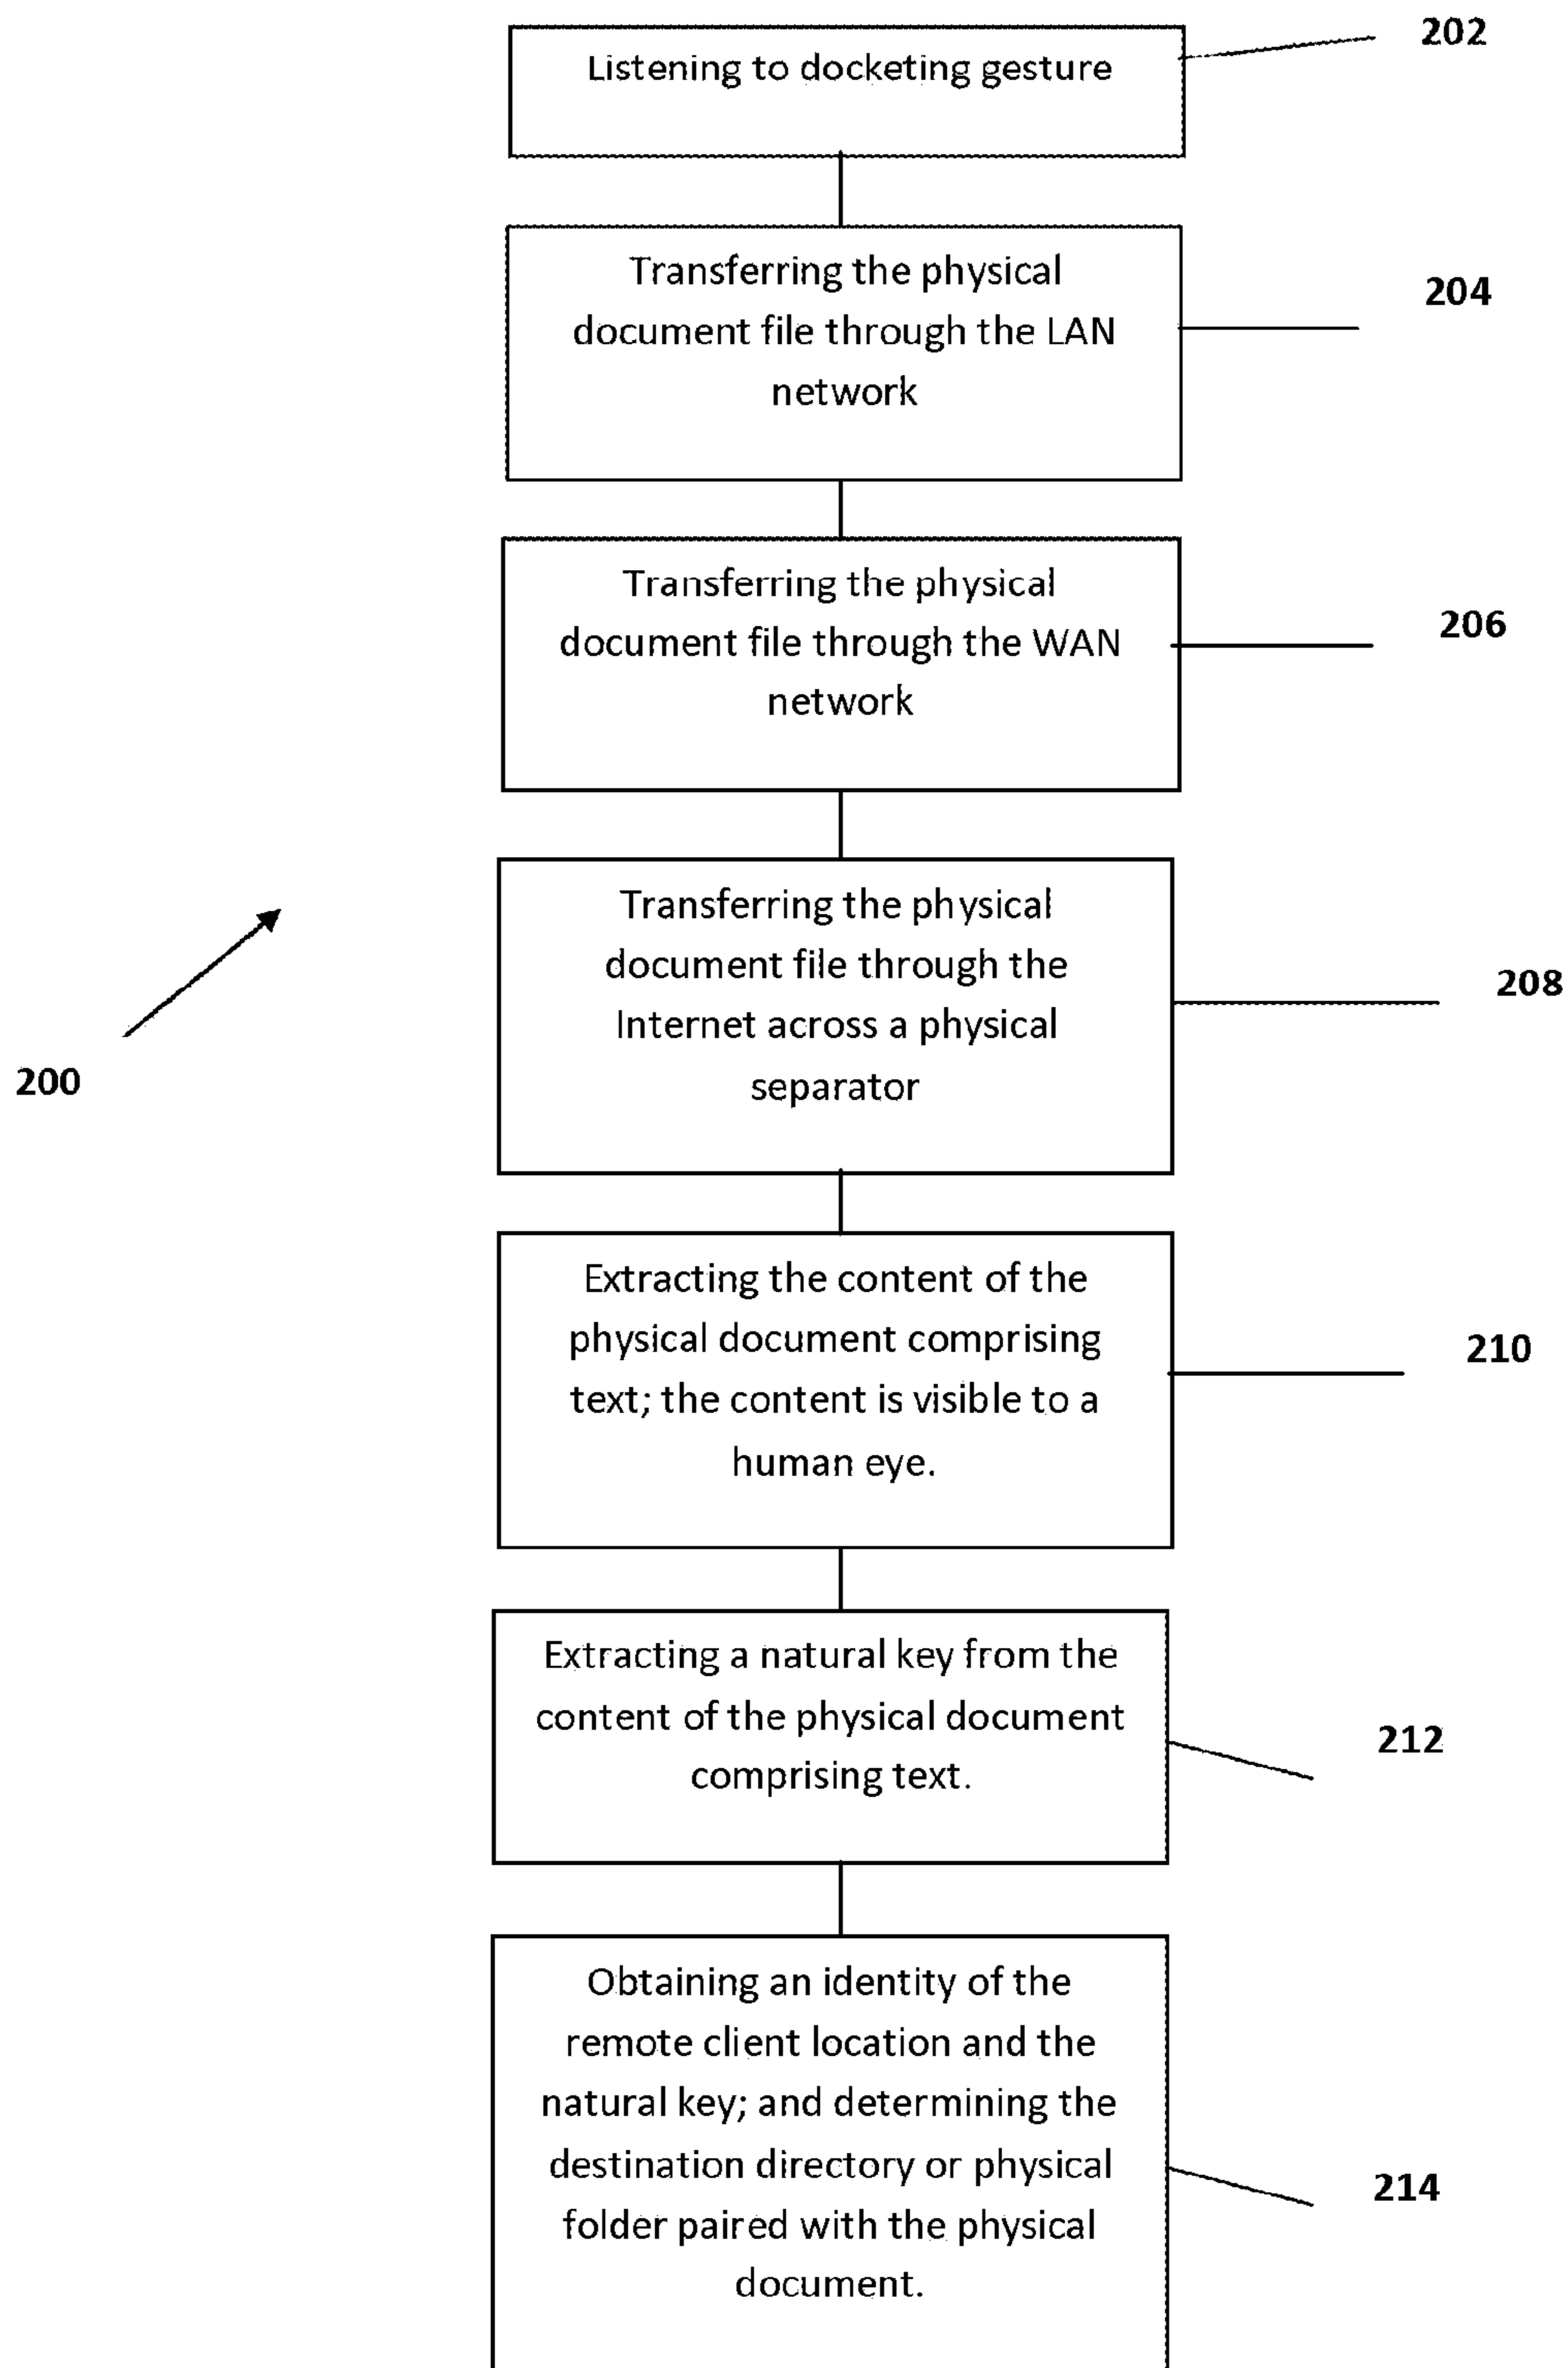 Listening to docketing gesture
202
Transferring the physical
document file through the LAN
network
204
Transferring the physical
document file through the WAN
network
206
Transferring the physical
document file through the
Internet across a physical
separator
208
200
Extracting the content of the
physical document comprising
text; the content is visible to a
human eye.
210
Extracting a natural key from the
content of the physical document
comprising text.
212
Obtaining an identity of the
remote client location and the
natural key; and determining the
destination directory or physical
folder paired with the physical
document.
214